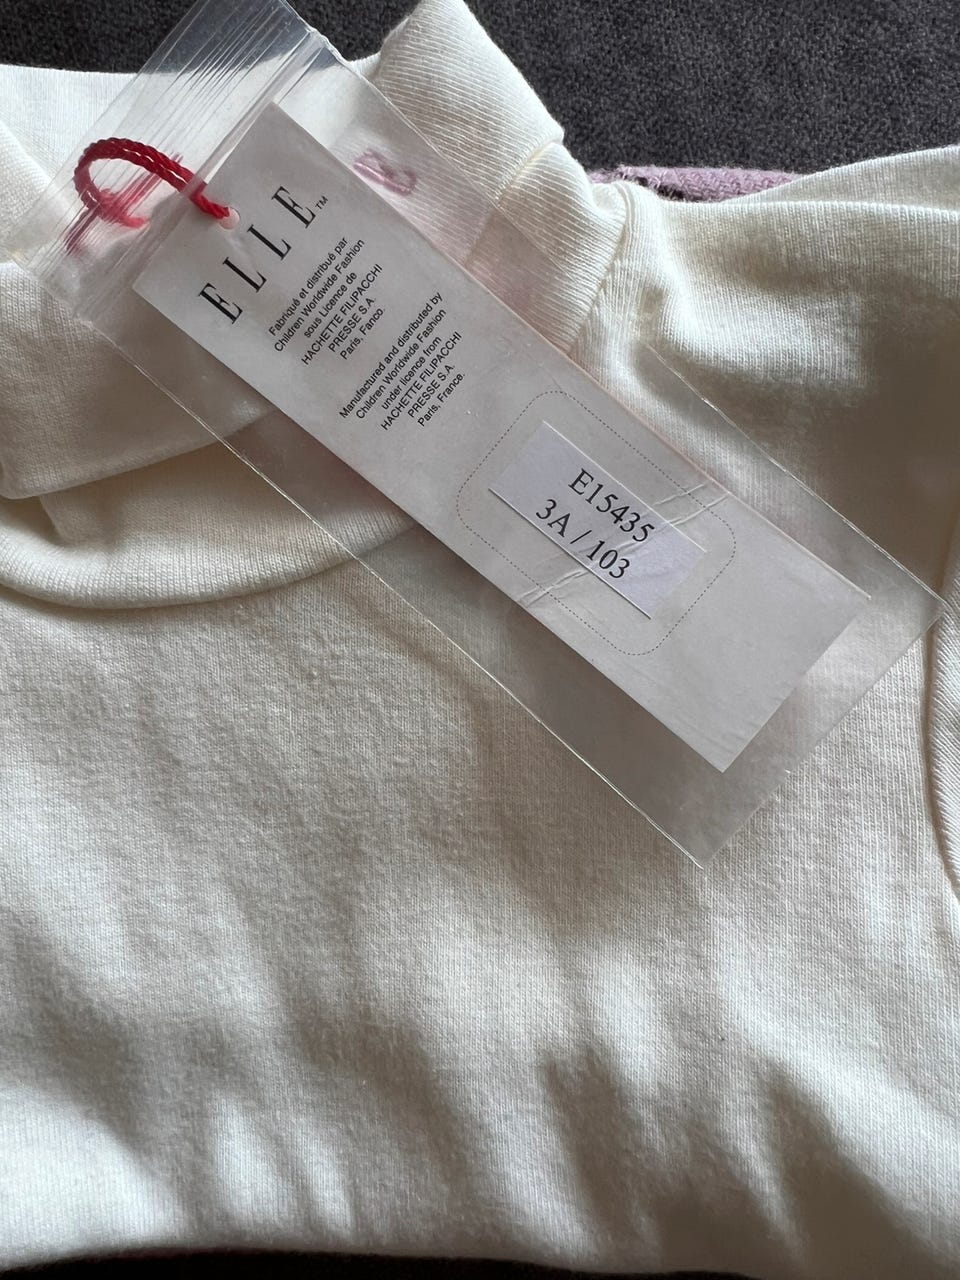 E
ELLE™
Fabriqué et distribué par
Children Worldwide Fashion
sous Licence de
HACHETTE FILIPACCHI
PRESSE S.A.
Paris, Fance.
Manufactured and distributed by
Children Worldwide Fashion
under licence from
HACHETTE FILIPACCHI
PRESSE S.A.
Paris, France.
E15435
3A / 103